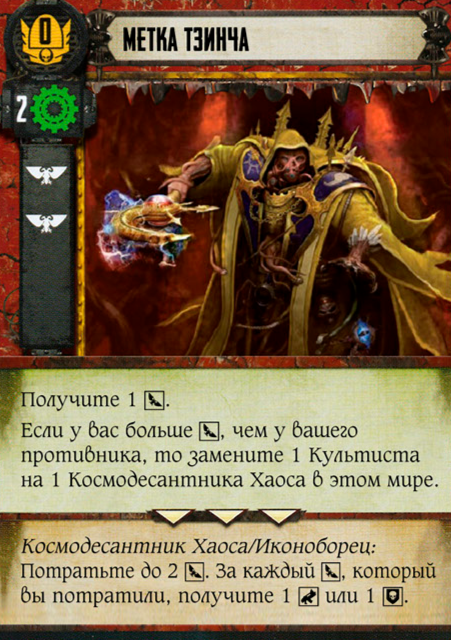 0
МЕТКА ТЗИНЧА
2
Получите 1 .
Если у вас больше , чем у вашего
противника, то замените 1 Культиста
на 1 Космодесантника Хаоса в этом мире.
Космодесантник Хаоса/Иконоборец:
Потратьте до 2 . За каждый , который
вы потратили, получите 1 или 1 .